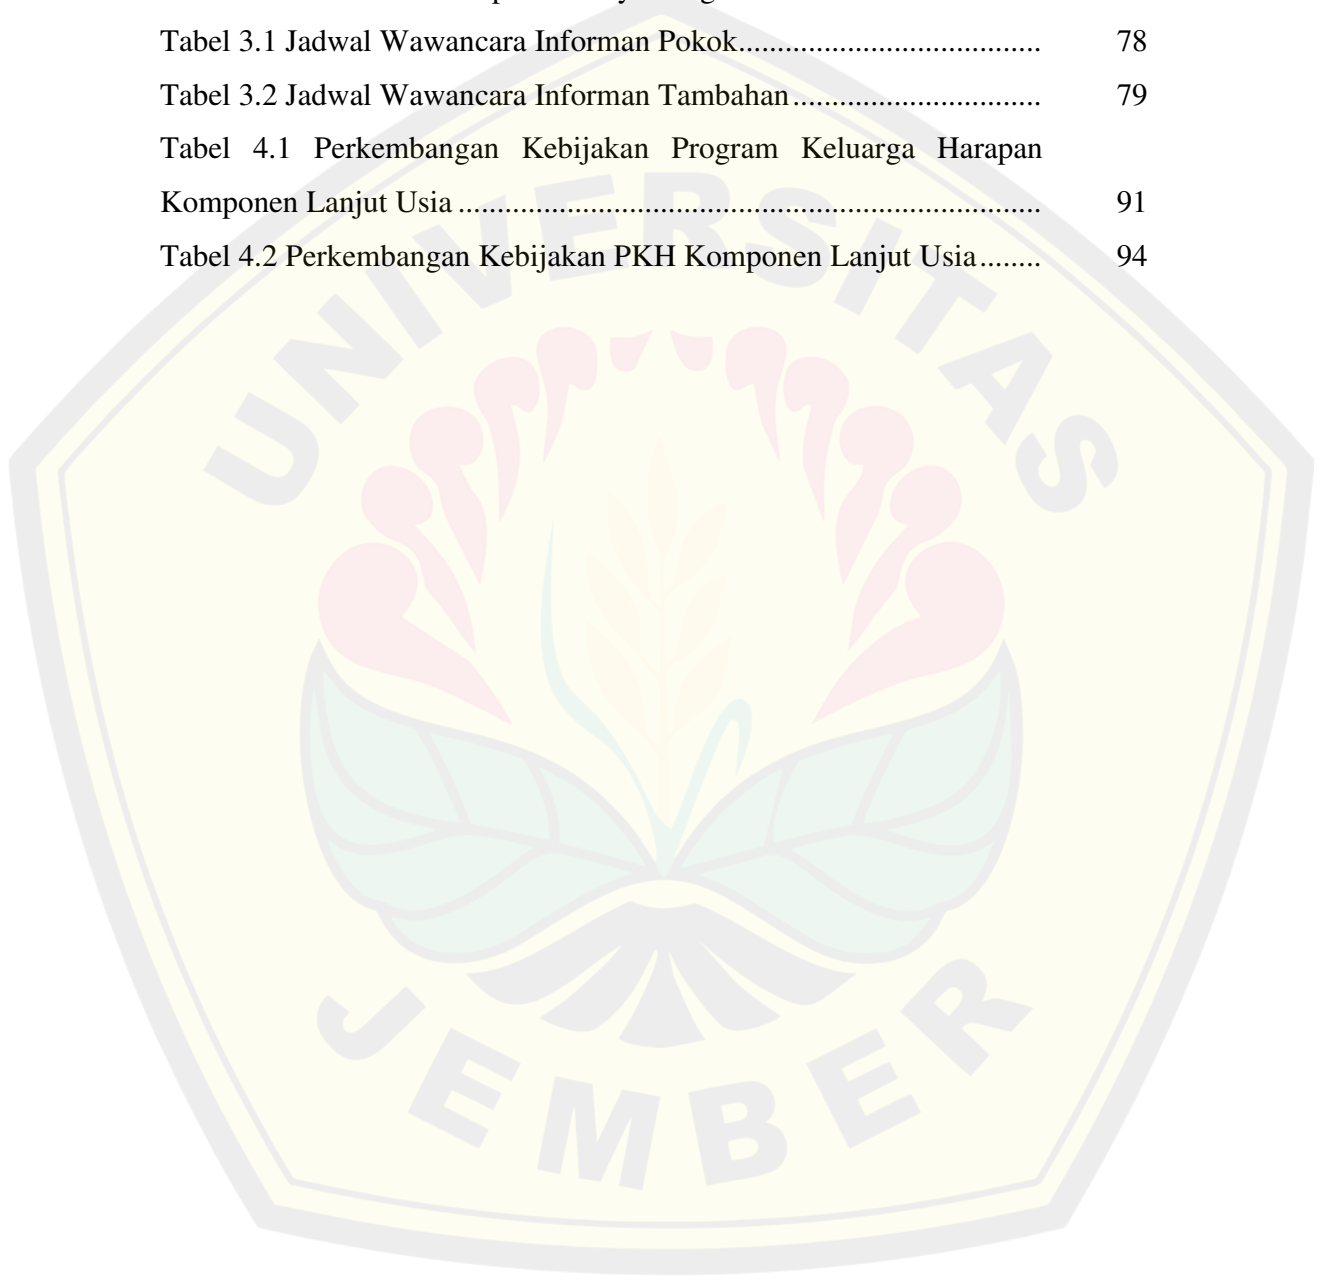 Tabel 3.1 Jadwal Wawancara Informan Pokok...................................... 78
Tabel 3.2 Jadwal Wawancara Informan Tambahan................................ 79
Tabel 4.1 Perkembangan Kebijakan Program Keluarga Harapan
Komponen Lanjut Usia ........................................................................... 91
Tabel 4.2 Perkembangan Kebijakan PKH Komponen Lanjut Usia........ 94
UNIVERSITAS
JEMBER